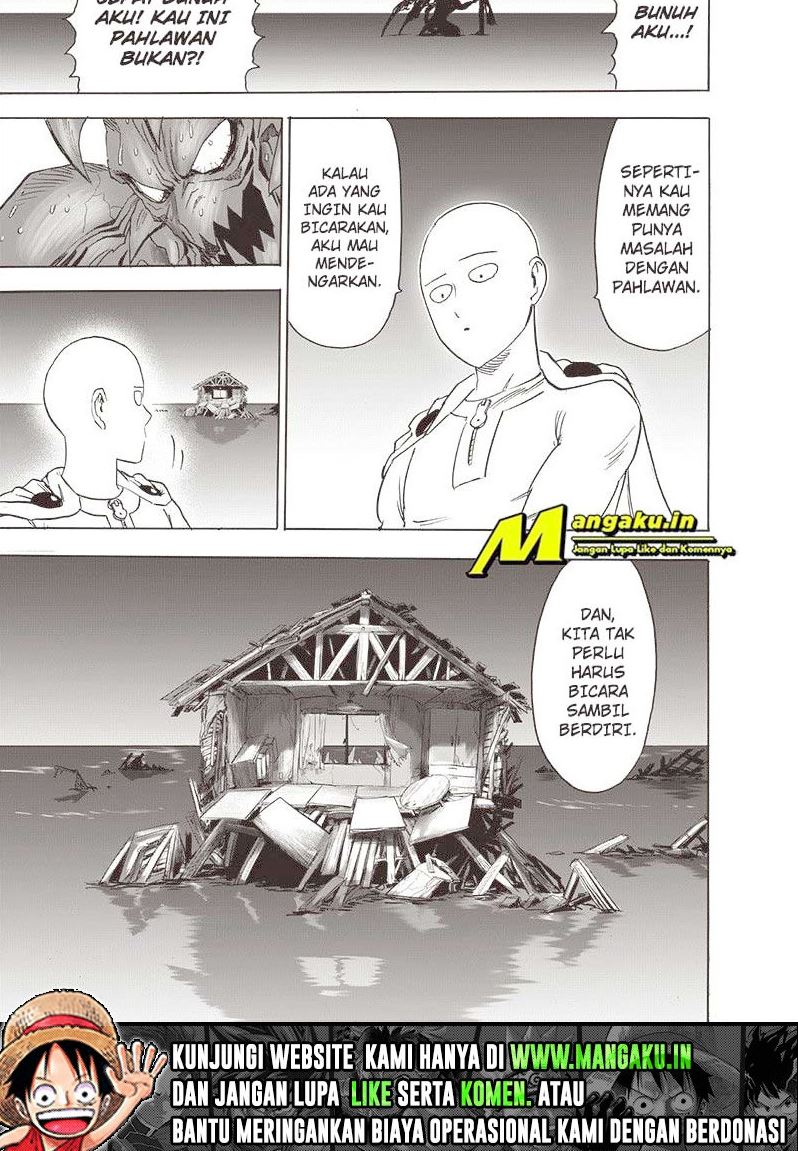 BUNUH
AKU...!
AKU! KAU INI
PAHLAWAN
BUKAN?!
SEPERTI-
NYA KAU
MEMANG
PUNYA
MASALAH
DENGAN
PAHLAWAN.
KALAU
ADA YANG
INGIN KAU
BICARAKAN,
AKU MAU
MENDE-
NGARKAN.
Mangaku.in
Jangan Lupa Like dan Komennya
DAN,
KITA TAK
PERLU
HARUS
BICARA
SAMBIL
BERDIRI.
KUNJUNGI WEBSITE KAMI HANYA DI WWW.MANGAKU.IN
DAN JANGAN LUPA LIKE SERTA KOMEN. ATAU
BANTU MERINGANKAN BIAYA OPERASIONAL KAMI DENGAN BERDONASI